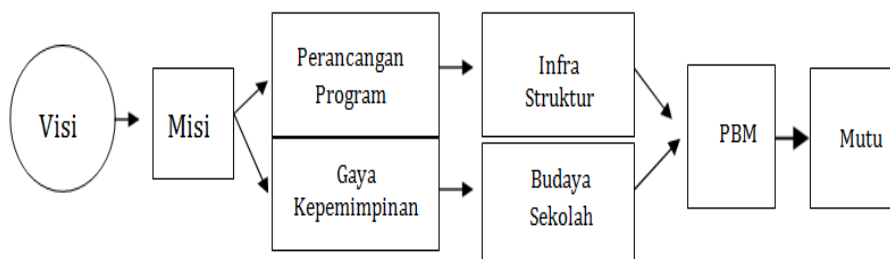 Visi
Misi
Perancangan
Program
Gaya
Kepemimpinan
Infra
Struktur
Budaya
Sekolah
PBM
Mutu